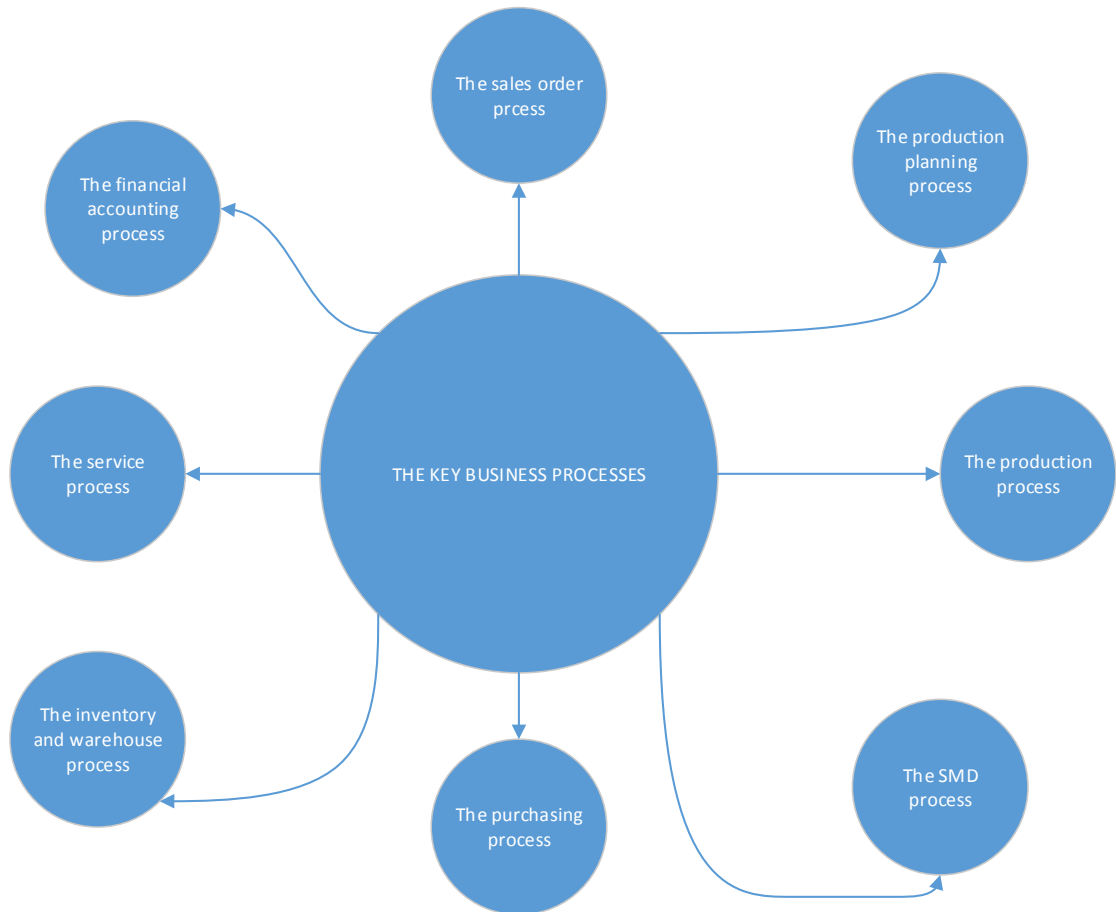 The sales order
prcess
The production
planning
process
The financial
accounting
process
The service
process
THE KEY BUSINESS PROCESSES
The production
process
The inventory
and warehouse
process
The purchasing
process
The SMD
process